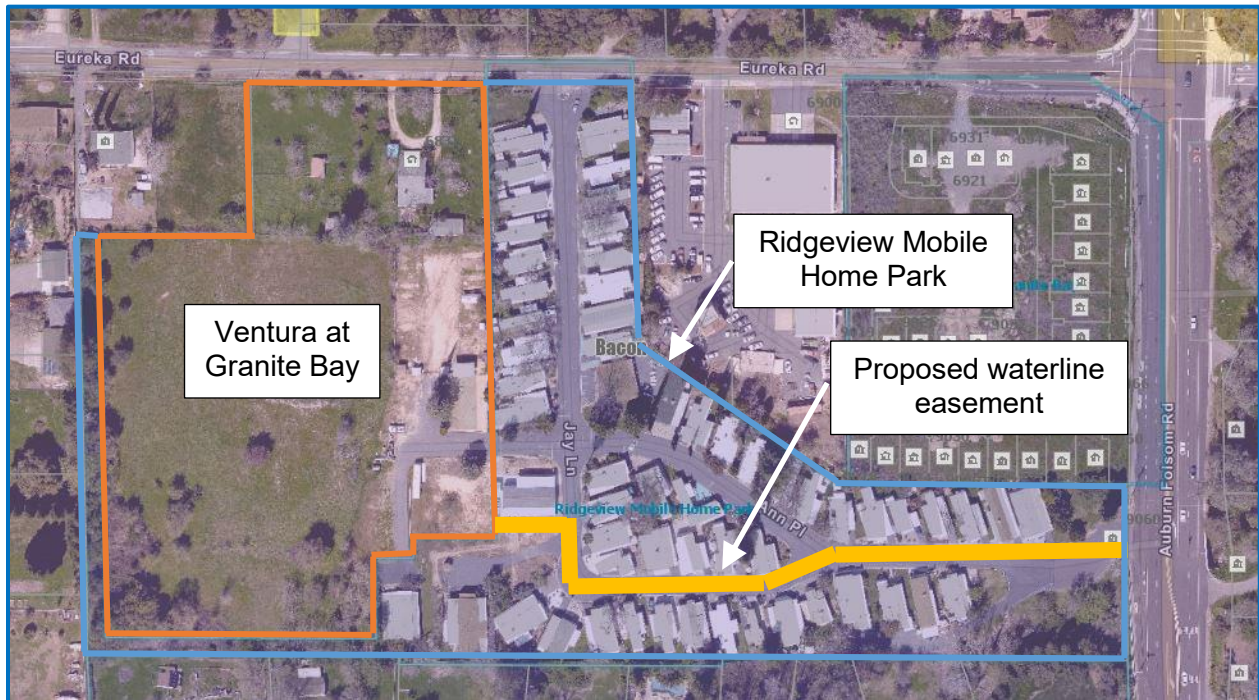 Eureka Rd
Eureka Rd
6900
6931
6921
Ridgeview Mobile
Home Park
Ventura at
Granite Bay
Bacon
Proposed waterline
easement
Jay Ln
Ridgeview Mobile Home Park
Ann Pl
9060
Auburn Folsom Rd